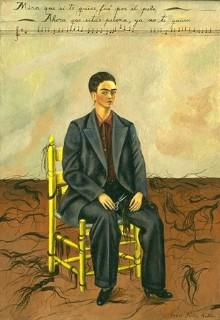 Mira que si te quise, fué por el pelo,
Ahora que estás pelona, ya no te quiero.